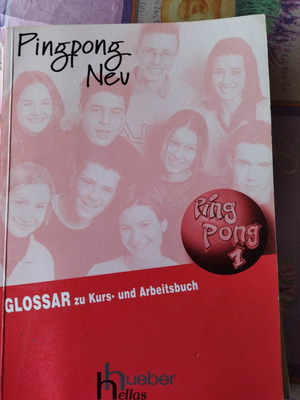 Pingpong
Neu
Ping
Pong
1
GLOSSAR zu Kurs- und Arbeitsbuch
hueber
hellas